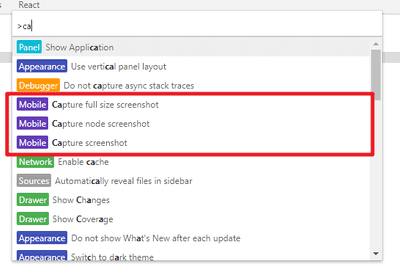 React
>ca
Panel Show Application
Appearance Use vertical panel layout
Debugger Do not capture async stack traces
Mobile Capture full size screenshot
Mobile Capture node screenshot
Mobile Capture screenshot
Network Enable cache
Sources Automatically reveal files in sidebar
Drawer Show Changes
Drawer Show Coverage
Appearance Do not show What's New after each update
Appearance Switch to dark theme